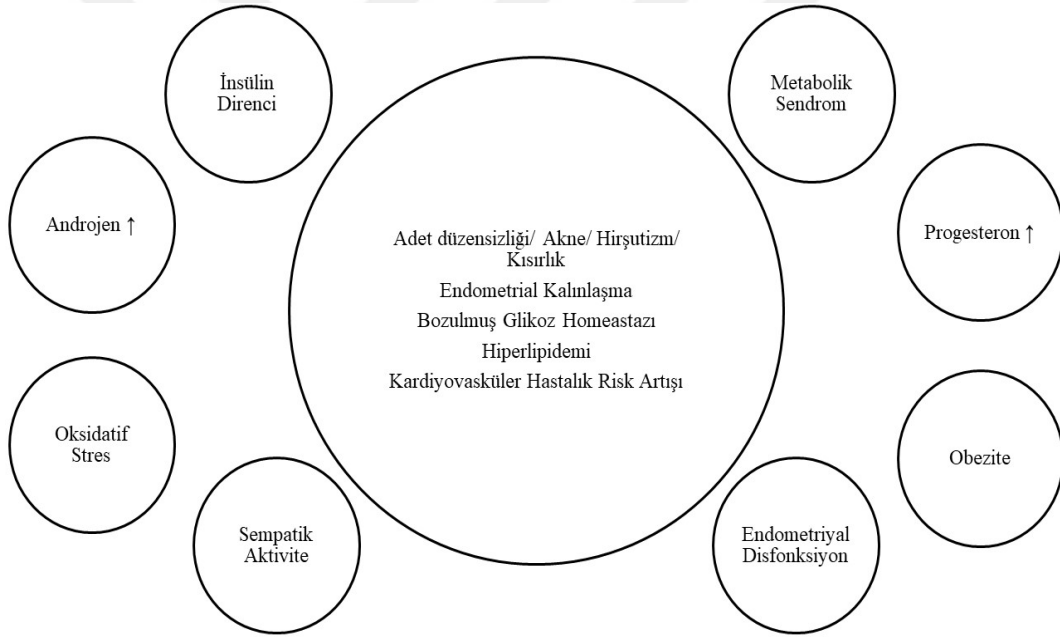 İnsülin
Direnci
Metabolik
Sendrom
Androjen ↑
Progesteron ↑
Adet düzensizliği/ Akne/ Hirşutizm/
Kısırlık
Endometrial Kalınlaşma
Bozulmuş Glikoz Homeastazı
Hiperlipidemi
Kardiyovasküler Hastalık Risk Artışı
Oksidatif
Stres
Obezite
Sempatik
Aktivite
Endometriyal
Disfonksiyon